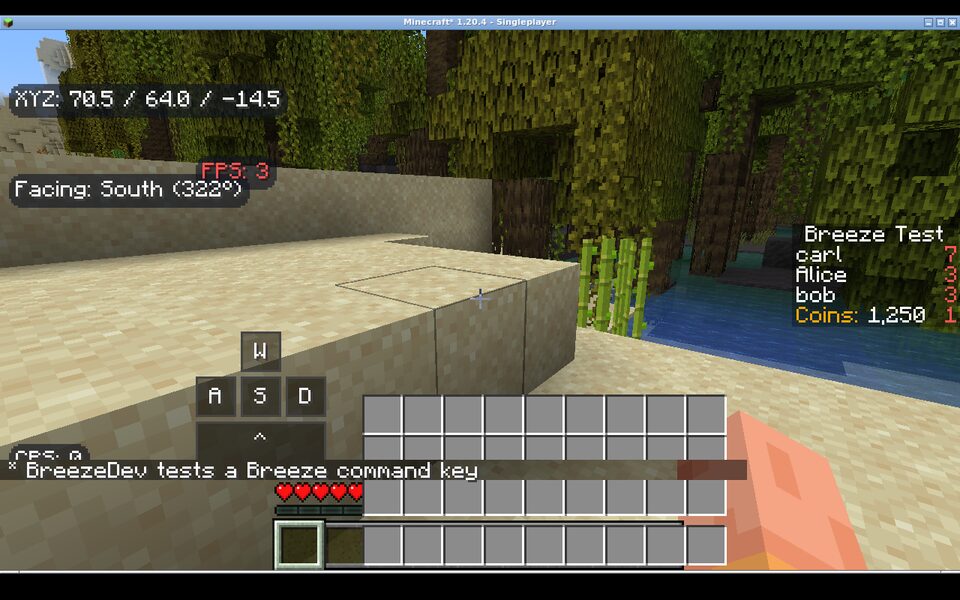 Minecraft* 1.20.4 - Singleplayer
XYZ: 70.5 / 64.0 / -14.5
FPS: 3
Facing: South (322°)
Breeze Test
carl 7
Alice 3
bob 3
Coins: 1,250 1
W
A S D
^
CPS: 0
* BreezeDev tests a Breeze command key